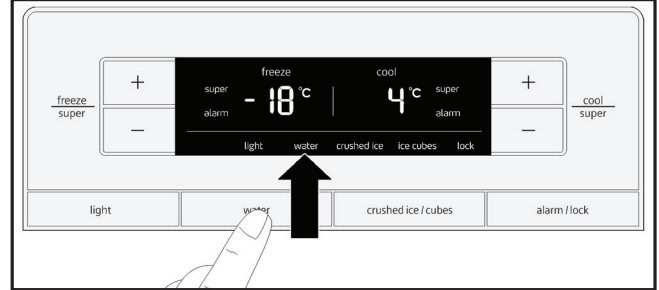 freeze
super
+
−
freeze cool
super -18 °C 4 °C super
alarm alarm
light water crushed ice ice cubes lock
+
−
cool
super
light water crushed ice / cubes alarm / lock